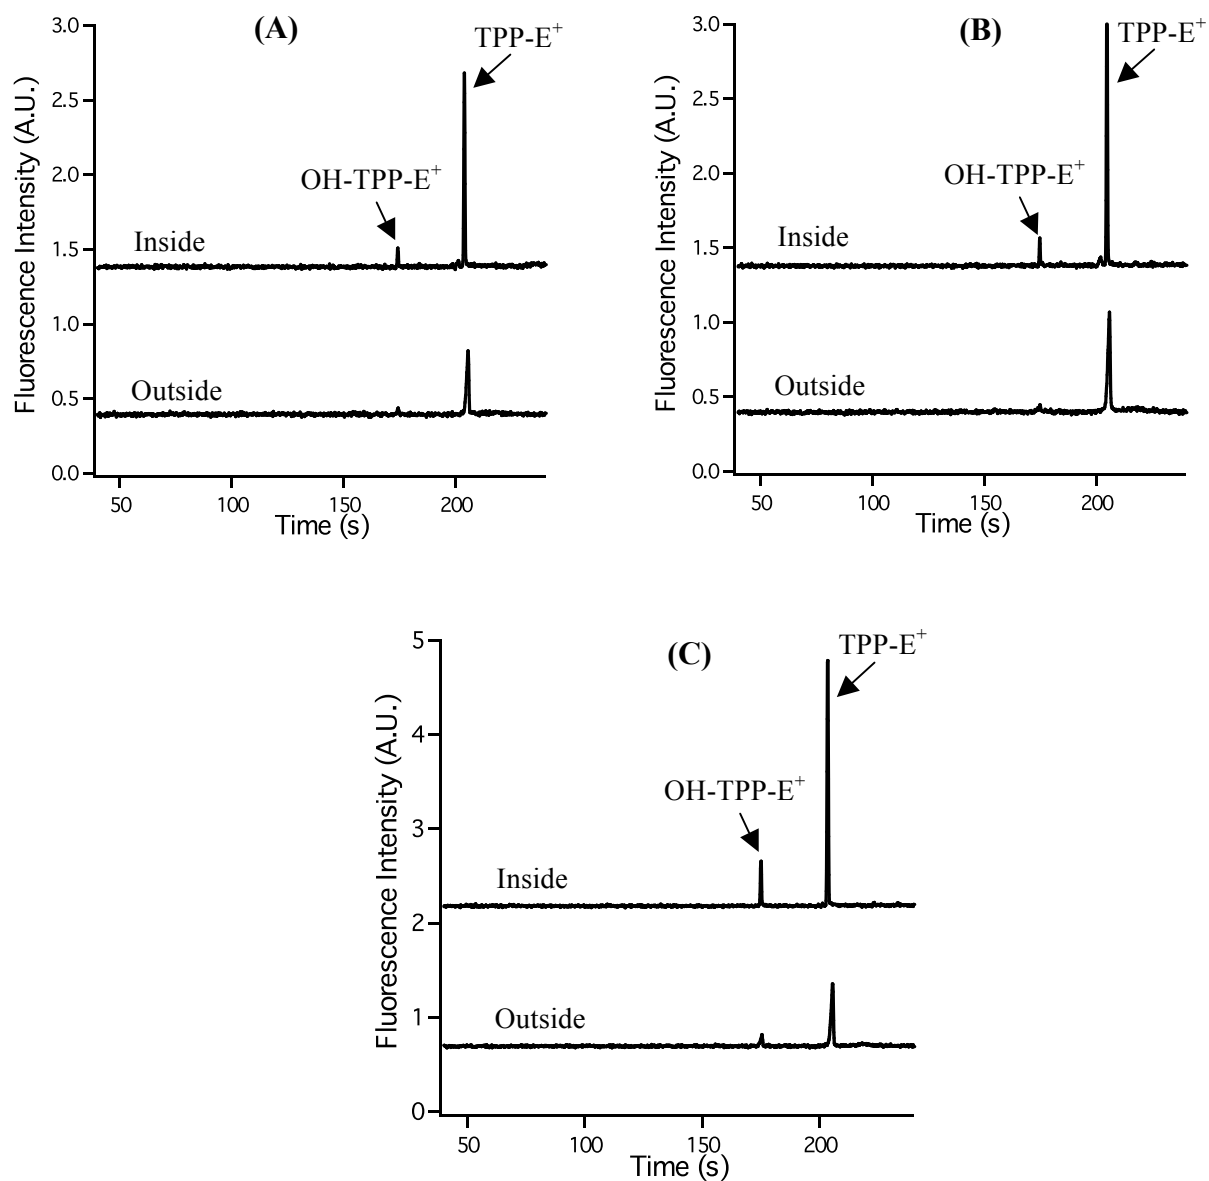 (A)
TPP-E+
OH-TPP-E+
Inside
Outside
Fluorescence Intensity (A.U.)
3.0
2.5
2.0
1.5
1.0
0.5
0.0
50 100 150 200
Time (s)
(B)
TPP-E+
OH-TPP-E+
Inside
Outside
Fluorescence Intensity (A.U.)
3.0
2.5
2.0
1.5
1.0
0.5
0.0
50 100 150 200
Time (s)
(C)
TPP-E+
OH-TPP-E+
Inside
Outside
Fluorescence Intensity (A.U.)
5
4
3
2
1
0
50 100 150 200
Time (s)